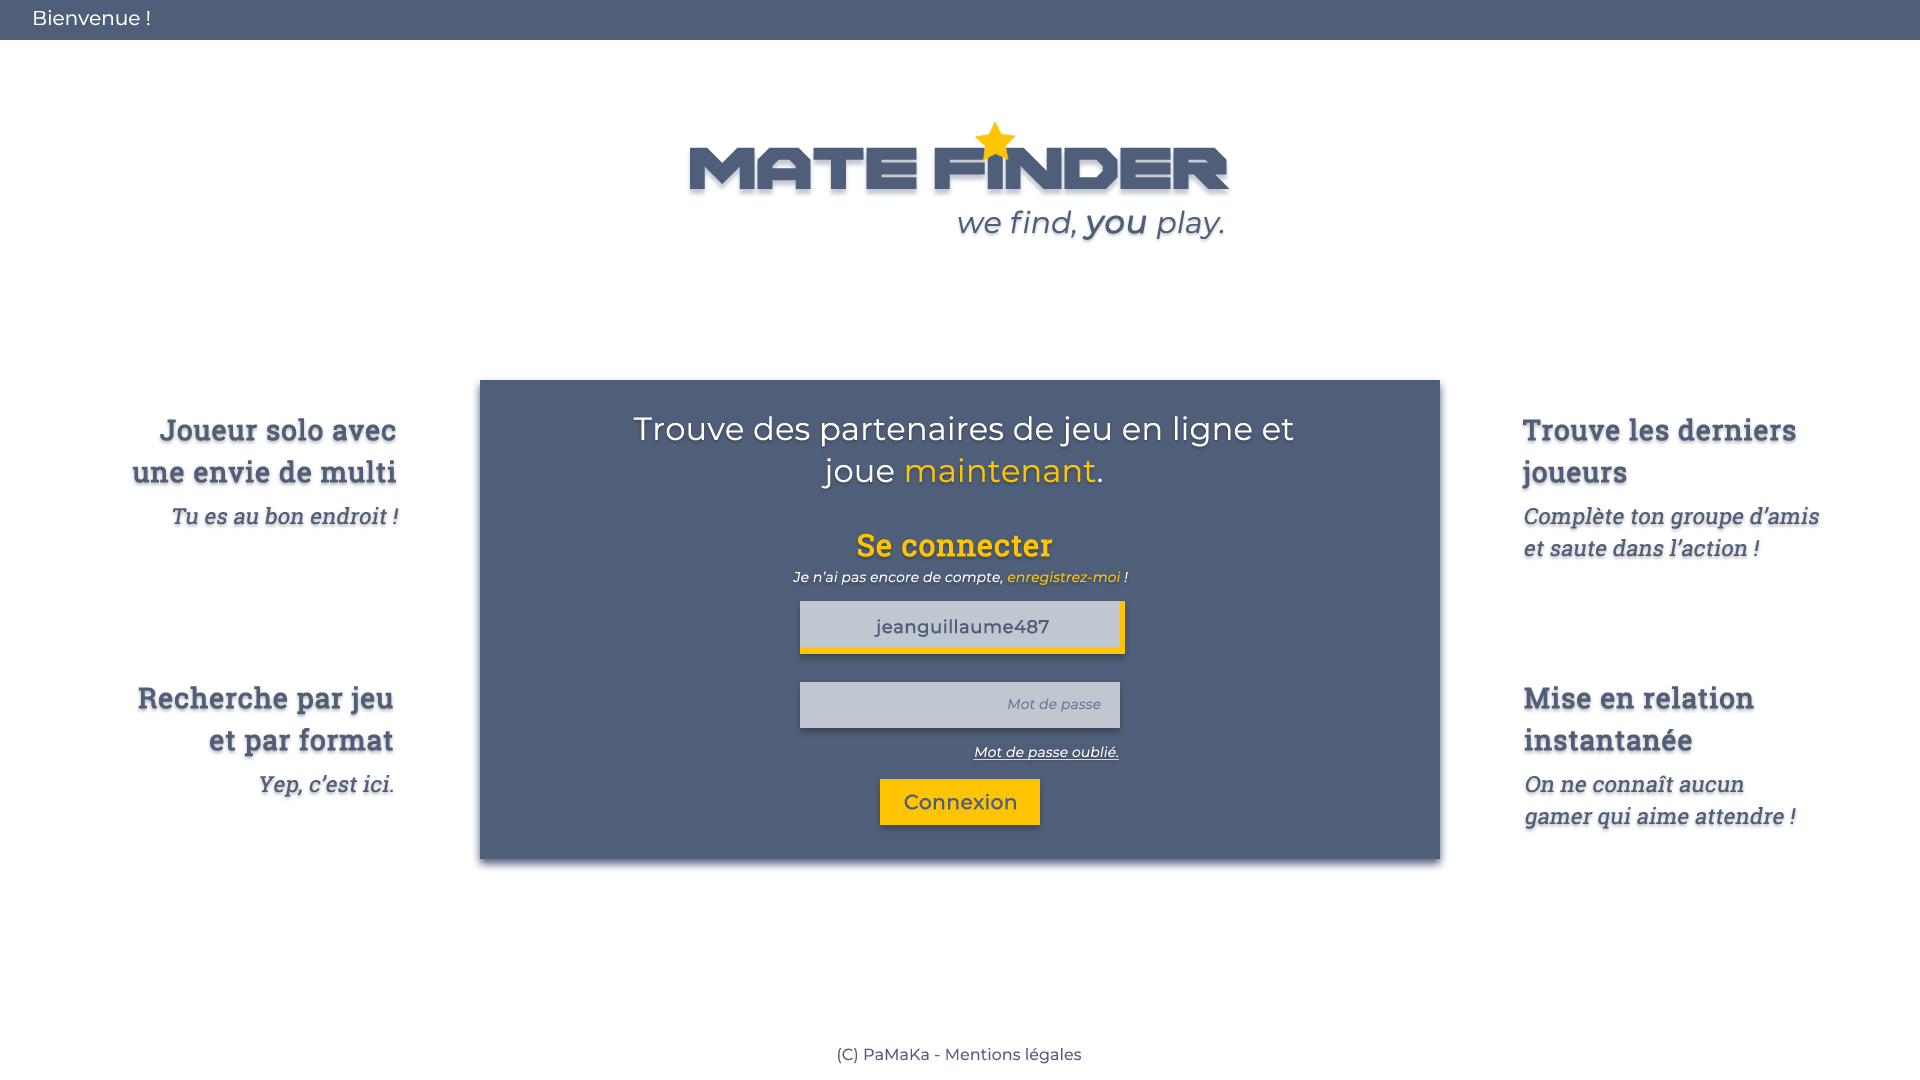 Bienvenue !
MATE FINDER
we find, you play.
Joueur solo avec
une envie de multi
Tu es au bon endroit !
Recherche par jeu
et par format
Yep, c’est ici.
Trouve des partenaires de jeu en ligne et
joue maintenant.
Se connecter
Je n’ai pas encore de compte, enregistrez-moi !
jeanguillaume487
Mot de passe
Mot de passe oublié.
Connexion
Trouve les derniers
joueurs
Complète ton groupe d’amis
et saute dans l’action !
Mise en relation
instantanée
On ne connaît aucun
gamer qui aime attendre !
(C) PaMaKa - Mentions légales